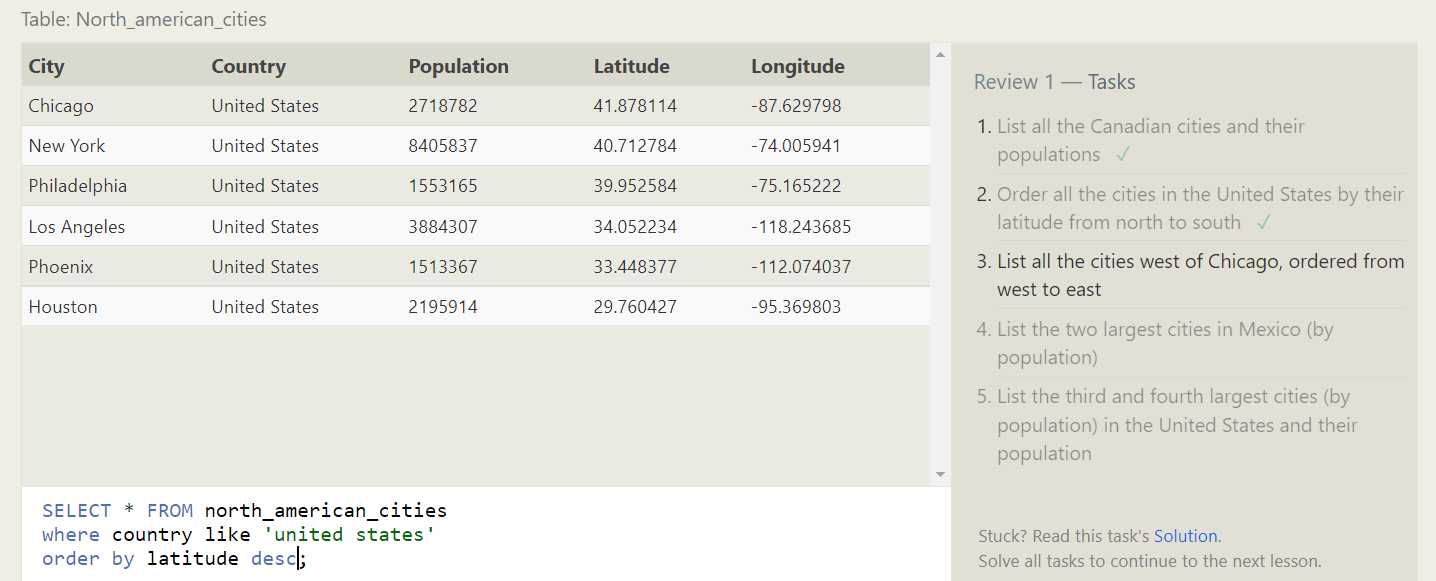 Table: North_american_cities
City Country Population Latitude Longitude
Chicago United States 2718782 41.878114 -87.629798
New York United States 8405837 40.712784 -74.005941
Philadelphia United States 1553165 39.952584 -75.165222
Los Angeles United States 3884307 34.052234 -118.243685
Phoenix United States 1513367 33.448377 -112.074037
Houston United States 2195914 29.760427 -95.369803
SELECT * FROM north_american_cities
where country like 'united states'
order by latitude desc;
Review 1 — Tasks
1. List all the Canadian cities and their
populations ✓
2. Order all the cities in the United States by their
latitude from north to south ✓
3. List all the cities west of Chicago, ordered from
west to east
4. List the two largest cities in Mexico (by
population)
5. List the third and fourth largest cities (by
population) in the United States and their
population
Stuck? Read this task's Solution.
Solve all tasks to continue to the next lesson.